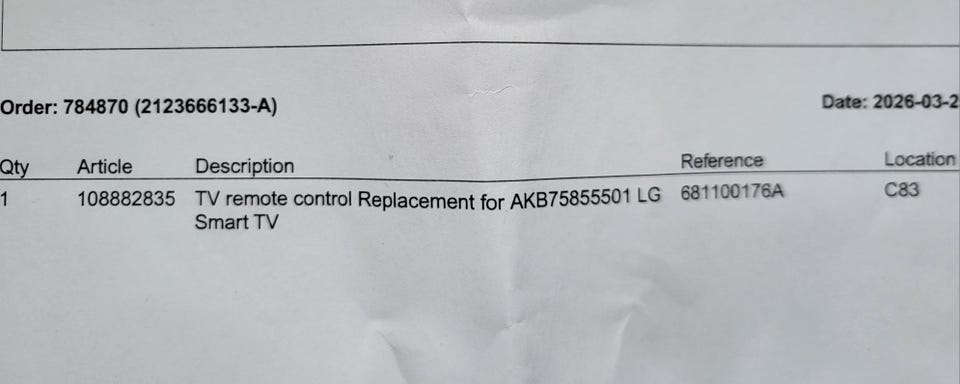 Order: 784870 (2123666133-A) Date: 2026-03-2
Qty Article Description Reference Location
1 108882835 TV remote control Replacement for AKB75855501 LG 681100176A C83
Smart TV